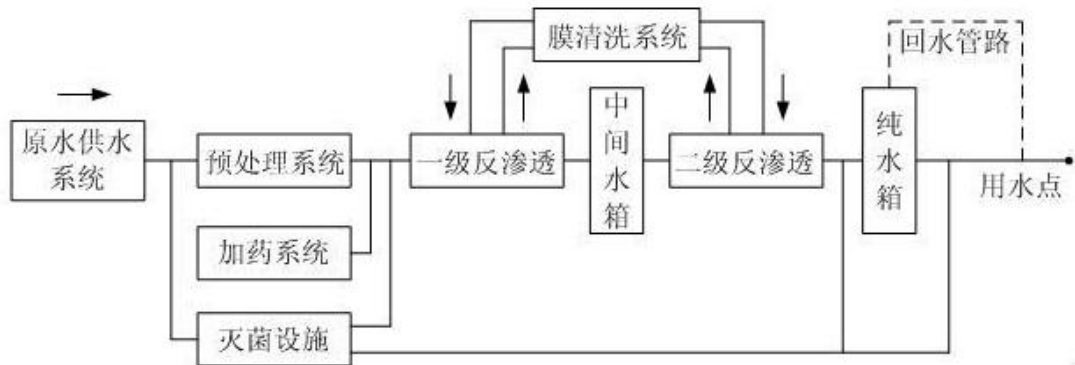 膜清洗系统
回水管路
原水供水
系统
预处理系统
一级反渗透
中
间
水
箱
二级反渗透
纯
水
箱
用水点
加药系统
灭菌设施